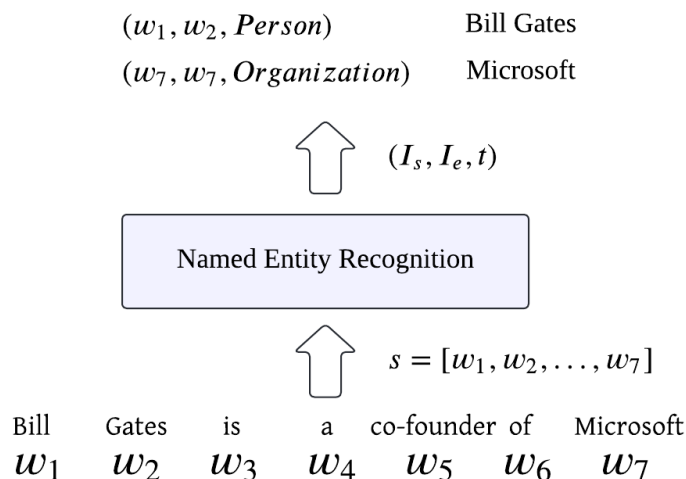 (w₁, w₂, Person) Bill Gates
(w₇, w₇, Organization) Microsoft
(Iₛ, Iₑ, t)
Named Entity Recognition
s = [w₁, w₂, . . . , w₇]
Bill Gates is a co-founder of Microsoft
w₁ w₂ w₃ w₄ w₅ w₆ w₇